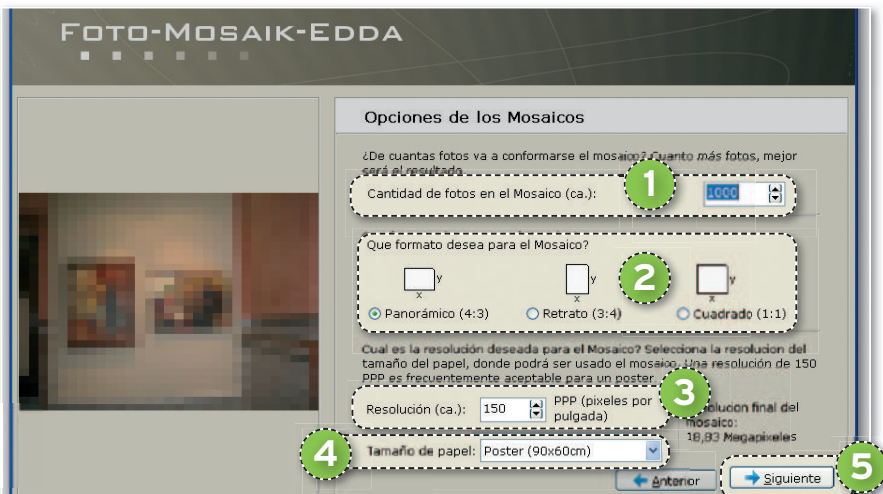 FOTO-MOSAIK-EDDA
Opciones de los Mosaicos
¿De cuantas fotos va a conformarse el mosaico? Cuanto más fotos, mejor
será el resultado.
Cantidad de fotos en el Mosaico (ca.): 1000
1
Que formato desea para el Mosaico?
y y y
2
x x x
Panorámico (4:3) Retrato (3:4) Cuadrado (1:1)
Cual es la resolución deseada para el Mosaico? Selecciona la resolucion del
tamaño del papel, donde podrá ser usado el mosaico. Una resolución de 150
PPP es frecuentemente aceptable para un poster.
3
Resolución (ca.): 150 PPP (pixeles por
pulgada)
final del
mosaico:
18,83 Megapixeles
4
Tamaño de papel: Poster (90x60cm)
Anterior Siguiente
5